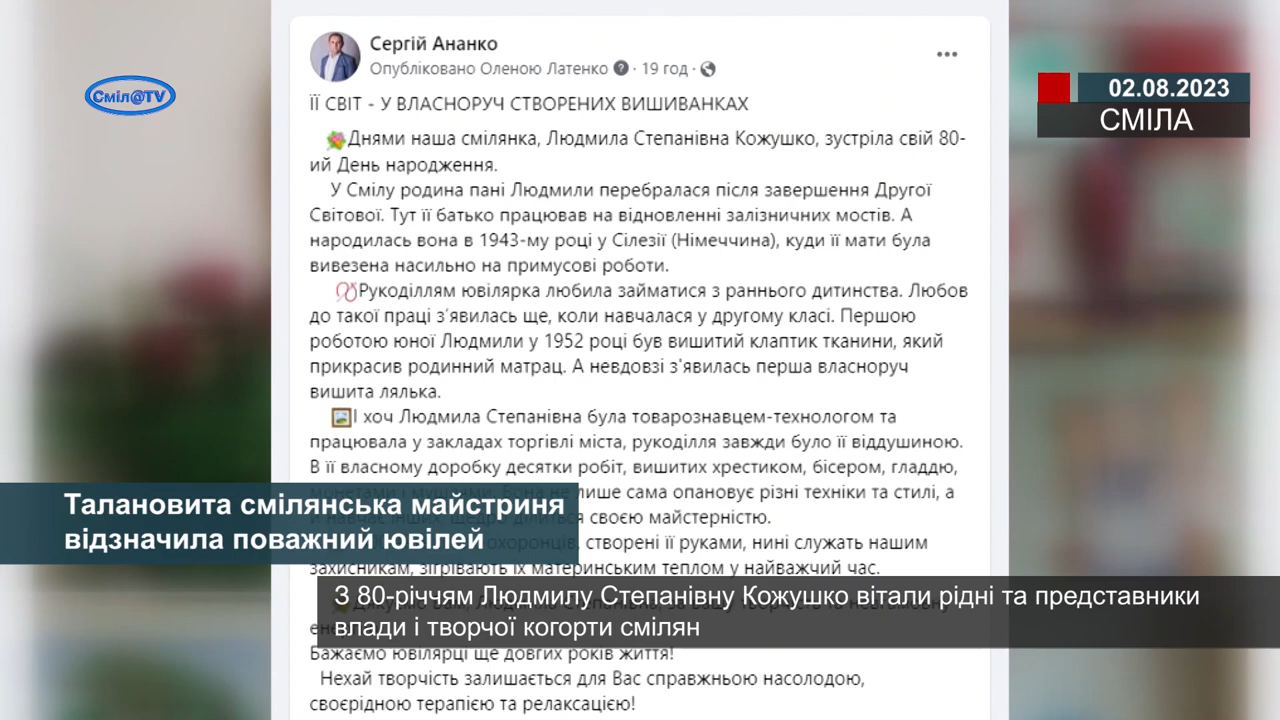 Сергій Ананко
Опубліковано Оленою Латенко · 19 год ·
Сміл@TV
02.08.2023
СМІЛА
ЇЇ СВІТ - У ВЛАСНОРУЧ СТВОРЕНИХ ВИШИВАНКАХ
Днями наша смілянка, Людмила Степанівна Кожушко, зустріла свій 80-
ий День народження.
У Смілу родина пані Людмили перебралася після завершення Другої
Світової. Тут її батько працював на відновленні залізничних мостів. А
народилась вона в 1943-му році у Сілезії (Німеччина), куди її мати була
вивезена насильно на примусові роботи.
Рукоділлям ювілярка любила займатися з раннього дитинства. Любов
до такої праці з’явилась ще, коли навчалася у другому класі. Першою
роботою юної Людмили у 1952 році був вишитий клаптик тканини, який
прикрасив родинний матрац. А невдовзі з'явилась перша власноруч
вишита лялька.
І хоч Людмила Степанівна була товарознавцем-технологом та
працювала у закладах торгівлі міста, рукоділля завжди було її віддушиною.
В її власному доробку десятки робіт, вишитих хрестиком, бісером, гладдю,
лише сама опановує різні техніки та стилі, а
своєю майстерністю.
створені її руками, нині служать нашим
захисникам, зігрівають їх материнським теплом у найважчий час.
Бажаємо ювілярці ще довгих років життя!
Нехай творчість залишається для Вас справжньою насолодою,
своєрідною терапією та релаксацією!
Талановита смілянська майстриня
відзначила поважний ювілей
З 80-річчям Людмилу Степанівну Кожушко вітали рідні та представники
влади і творчої когорти смілян